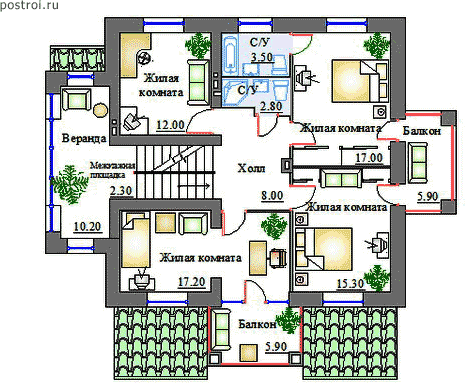 postroi.ru
С/У
3.50
Жилая
комната
12.00
С/У
2.80
Веранда
Жилая комната
17.00
Балкон
5.90
Межэтажная
площадка
2.30
Холл
8.00
10.20
Жилая комната
17.20
Жилая комната
15.30
Балкон
5.90